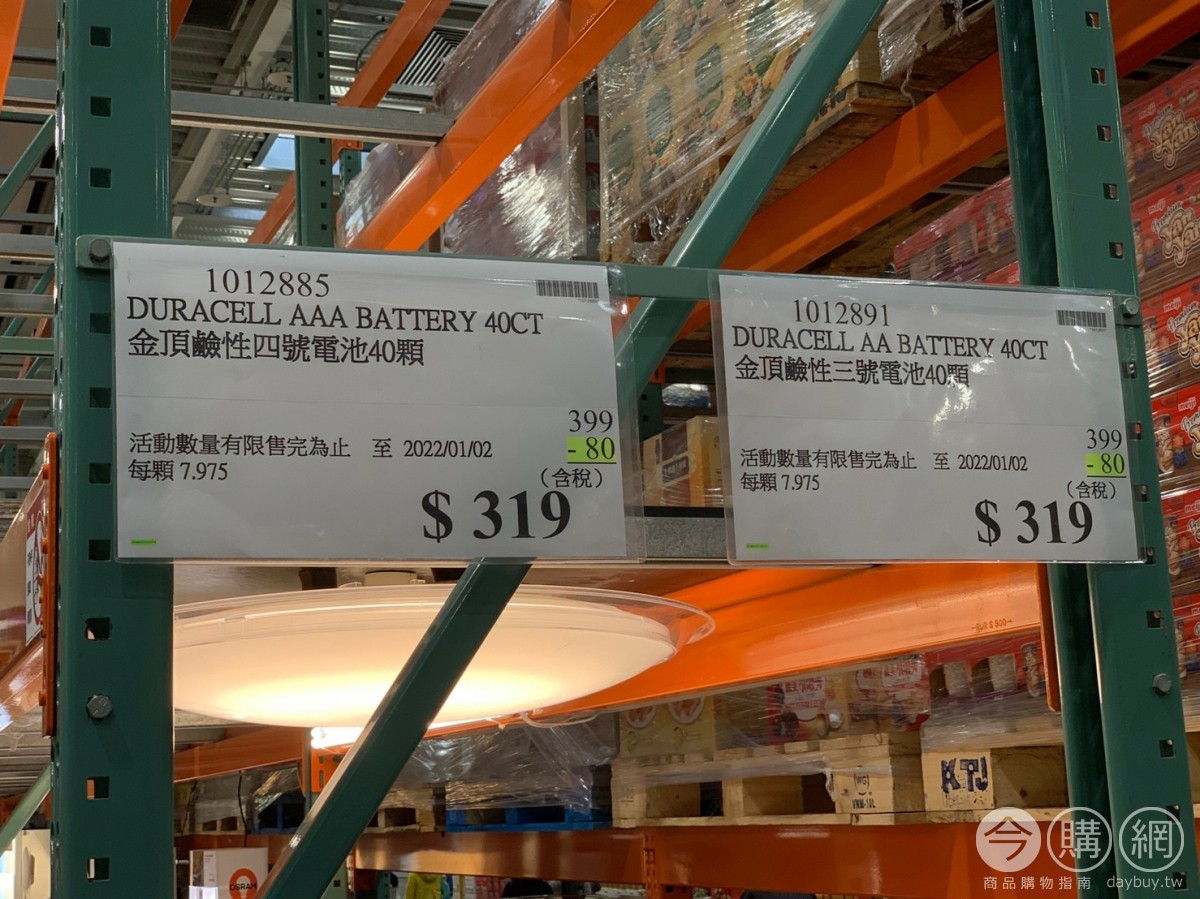 1012885
DURACELL AAA BATTERY 40CT
金頂鹼性四號電池40顆
399
活動數量有限售完為止 至 2022/01/02
- 80
每顆 7.975
(含稅)
$ 319
1012891
DURACELL AA BATTERY 40CT
金頂鹼性三號電池40顆
399
活動數量有限售完為止 至 2022/01/02
- 80
每顆 7.975
(含稅)
$ 319
meiji
KTJ
OSRAM
今購網
商品購物指南 daybuy.tw